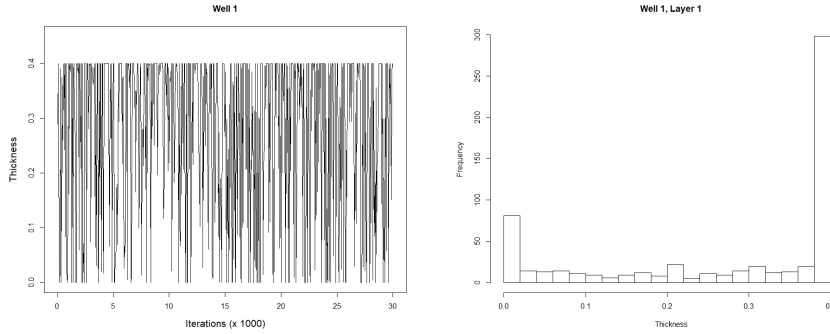 Well 1
Thickness
0.0 0.1 0.2 0.3 0.4
0 5 10 15 20 25 30
Iterations (x 1000)
Well 1, Layer 1
Frequency
0 50 100 150 200 250 300
0.0 0.1 0.2 0.3
Thickness